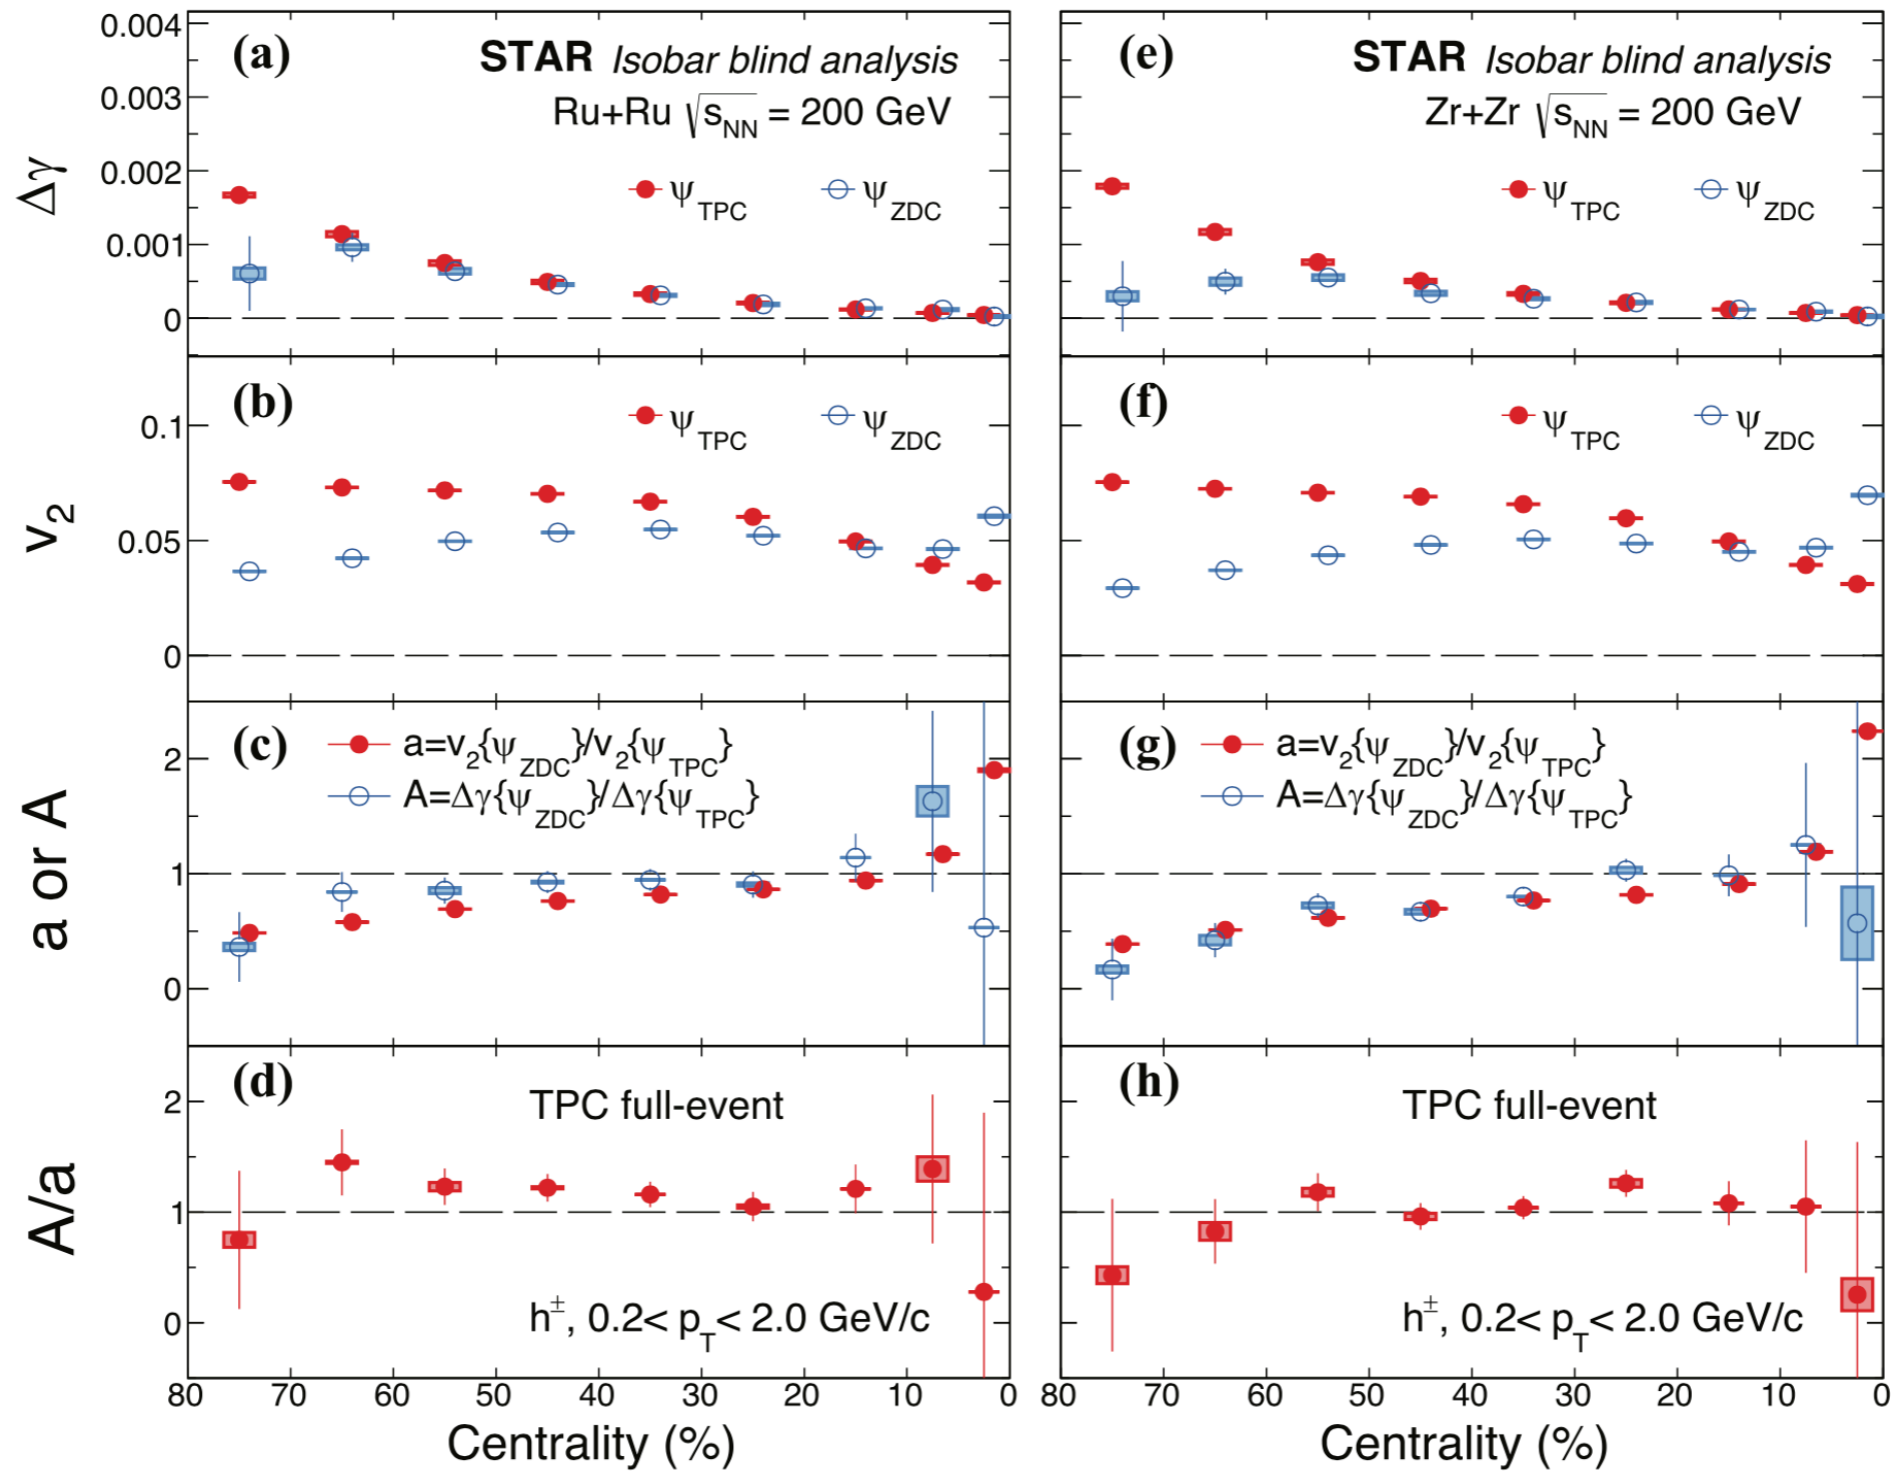 (a) STAR Isobar blind analysis
Ru+Ru √sNN = 200 GeV
ψTPC ψZDC
Δγ
0.004
0.003
0.002
0.001
0
(e) STAR Isobar blind analysis
Zr+Zr √sNN = 200 GeV
ψTPC ψZDC
(b) ψTPC ψZDC
v2
0.1
0.05
0
(f) ψTPC ψZDC
(c) a=v2{ψZDC}/v2{ψTPC}
A=Δγ{ψZDC}/Δγ{ψTPC}
a or A
2
1
0
(g) a=v2{ψZDC}/v2{ψTPC}
A=Δγ{ψZDC}/Δγ{ψTPC}
(d) TPC full-event
h±, 0.2< pT< 2.0 GeV/c
A/a
2
1
0
(h) TPC full-event
h±, 0.2< pT< 2.0 GeV/c
80 70 60 50 40 30 20 10 0
Centrality (%)
80 70 60 50 40 30 20 10 0
Centrality (%)